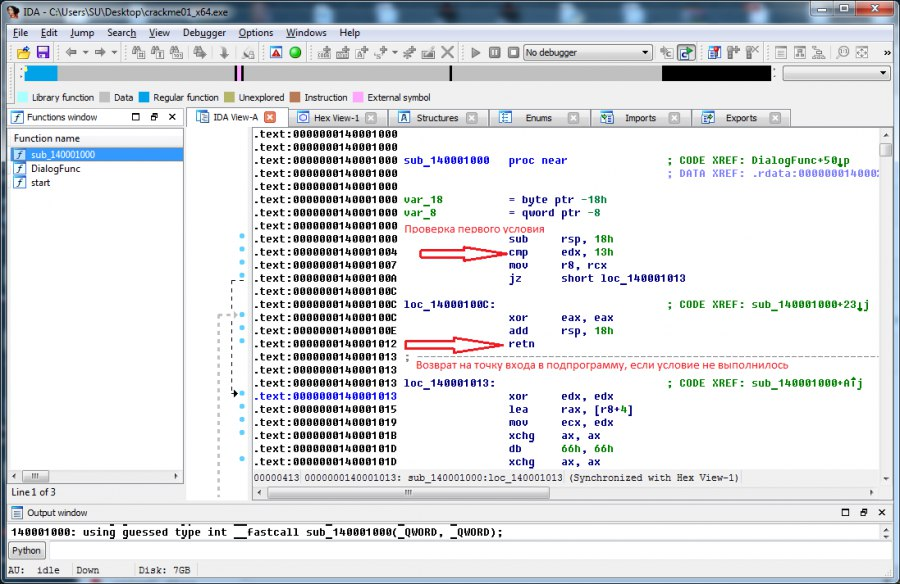 IDA - C:\Users\SU\Desktop\crackme01_x64.exe
File Edit Jump Search View Debugger Options Windows Help
No debugger
Library function Data Regular function Unexplored Instruction External symbol
Functions window
IDA View-A Hex View-1 Structures Enums Imports Exports
Function name
sub_140001000
DialogFunc
start
Line 1 of 3
.text:0000000140001000
.text:0000000140001000
.text:0000000140001000 sub_140001000 proc near ; CODE XREF: DialogFunc+50↓p
.text:0000000140001000 ; DATA XREF: .rdata:000000014000
.text:0000000140001000
.text:0000000140001000 var_18 = byte ptr -18h
.text:0000000140001000 var_8 = qword ptr -8
.text:0000000140001000
Проверка первого условия
.text:0000000140001000 sub rsp, 18h
.text:0000000140001004 cmp edx, 13h
.text:0000000140001007 mov r8, rcx
.text:000000014000100A jz short loc_140001013
.text:000000014000100C
.text:000000014000100C loc_14000100C: ; CODE XREF: sub_140001000+23↓j
.text:000000014000100C xor eax, eax
.text:000000014000100E add rsp, 18h
.text:0000000140001012 retn
.text:0000000140001013 ;
Возврат на точку входа в подпрограмму, если условие не выполнилось
.text:0000000140001013
.text:0000000140001013 loc_140001013: ; CODE XREF: sub_140001000+A↑j
.text:0000000140001013 xor edx, edx
.text:0000000140001015 lea rax, [r8+4]
.text:0000000140001019 mov ecx, edx
.text:000000014000101B xchg ax, ax
.text:000000014000101D db 66h, 66h
.text:000000014000101D xchg ax, ax
00000413 0000000140001013: sub_140001000:loc_140001013 (Synchronized with Hex View-1)
Output window
140001000: using guessed type int __fastcall sub_140001000(_QWORD, _QWORD);
Python
AU: idle Down Disk: 7GB